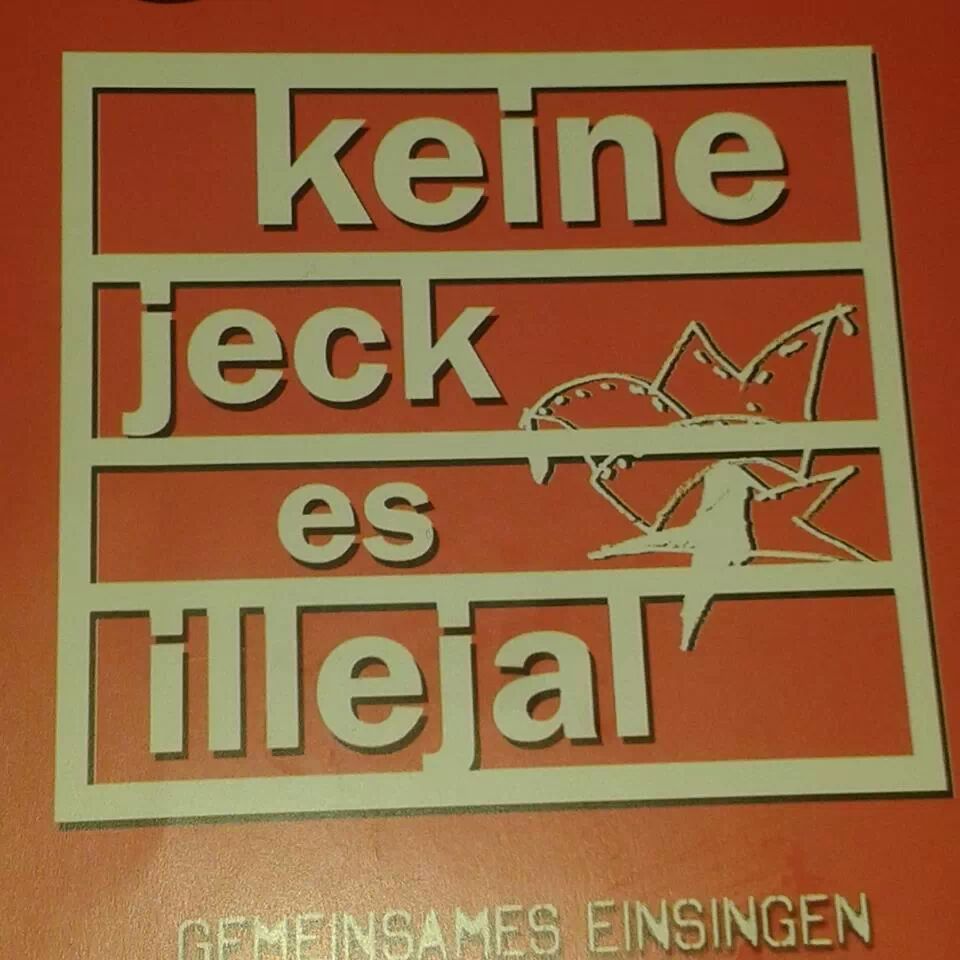 keine
jeck
es
illejal
GEMEINSAMES EINSINGEN